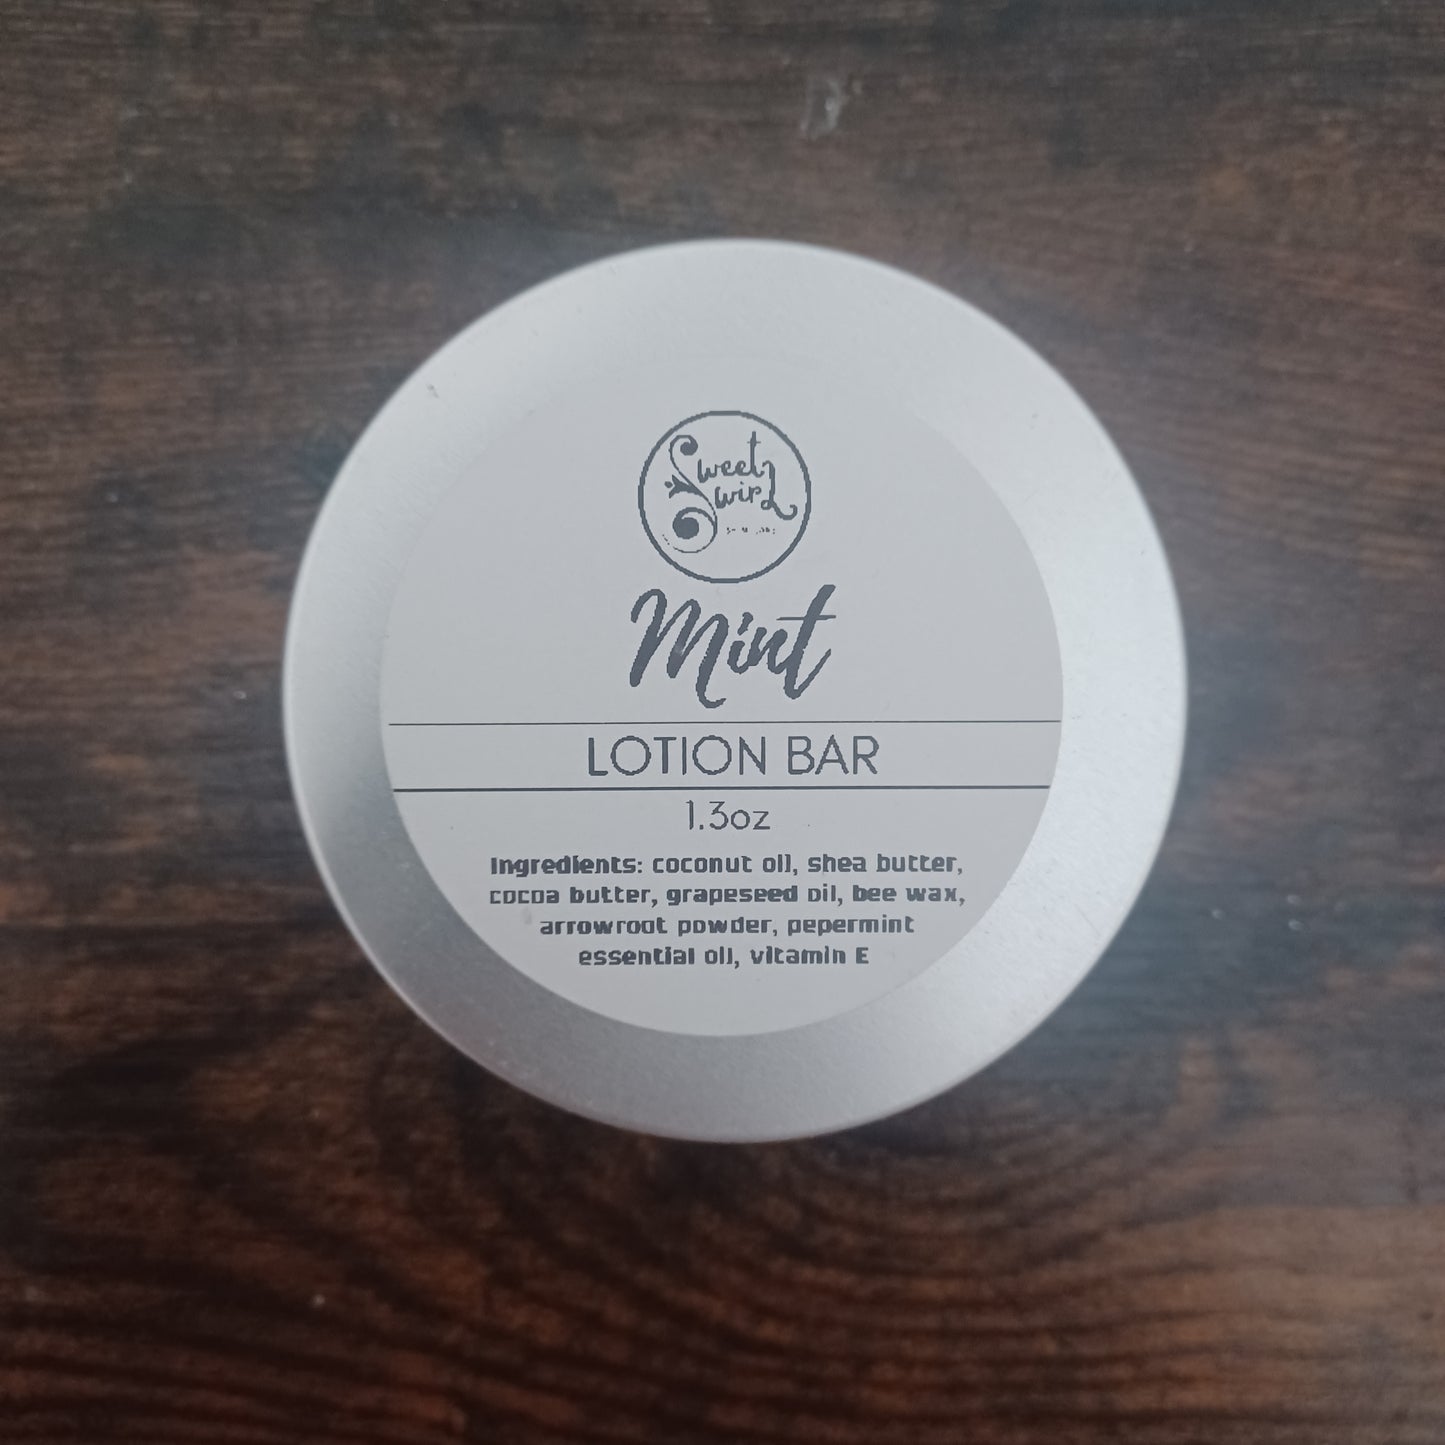 Sweet
Swirl
Mint
LOTION BAR
1.3oz
Ingredients: coconut oil, shea butter,
cocoa butter, grapeseed oil, bee wax,
arrowroot powder, pepermint
essential oil, vitamin E